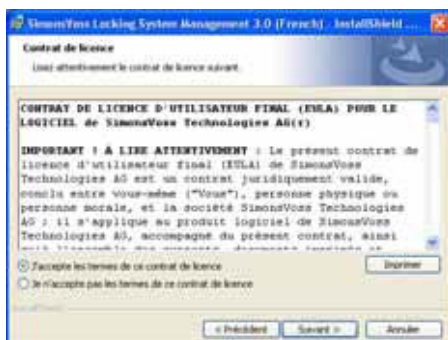 SimonsVoss Locking System Management 3.0 (French) - InstallShield ...
Contrat de licence
Lisez attentivement le contrat de licence suivant.
CONTRAT DE LICENCE D'UTILISATEUR FINAL (EULA) POUR LE
LOGICIEL de SimonsVoss Technologies AG(r)
IMPORTANT ! A LIRE ATTENTIVEMENT : Le présent contrat de
licence d'utilisateur final (EULA) de SimonsVoss
Technologies AG est un contrat juridiquement valide,
conclu entre vous-même ("Vous"), personne physique ou
personne morale, et la société SimonsVoss Technologies
AG ; il s'applique au produit logiciel de SimonsVoss
Technologies AG, accompagné du présent contrat, ainsi
J'accepte les termes de ce contrat de licence
Imprimer
Je n'accepte pas les termes de ce contrat de licence
InstallShield
< Précédent
Suivant >
Annuler